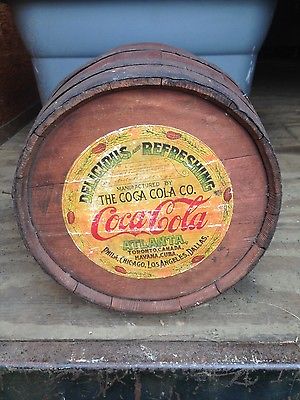 DELICIOUS AND REFRESHING
MANUFACTURED BY
THE COCA COLA CO.
Coca-Cola
ATLANTA,
TORONTO, CANADA,
HAVANA, CUBA,
PHILA, CHICAGO, LOS ANGELES, DALLAS.